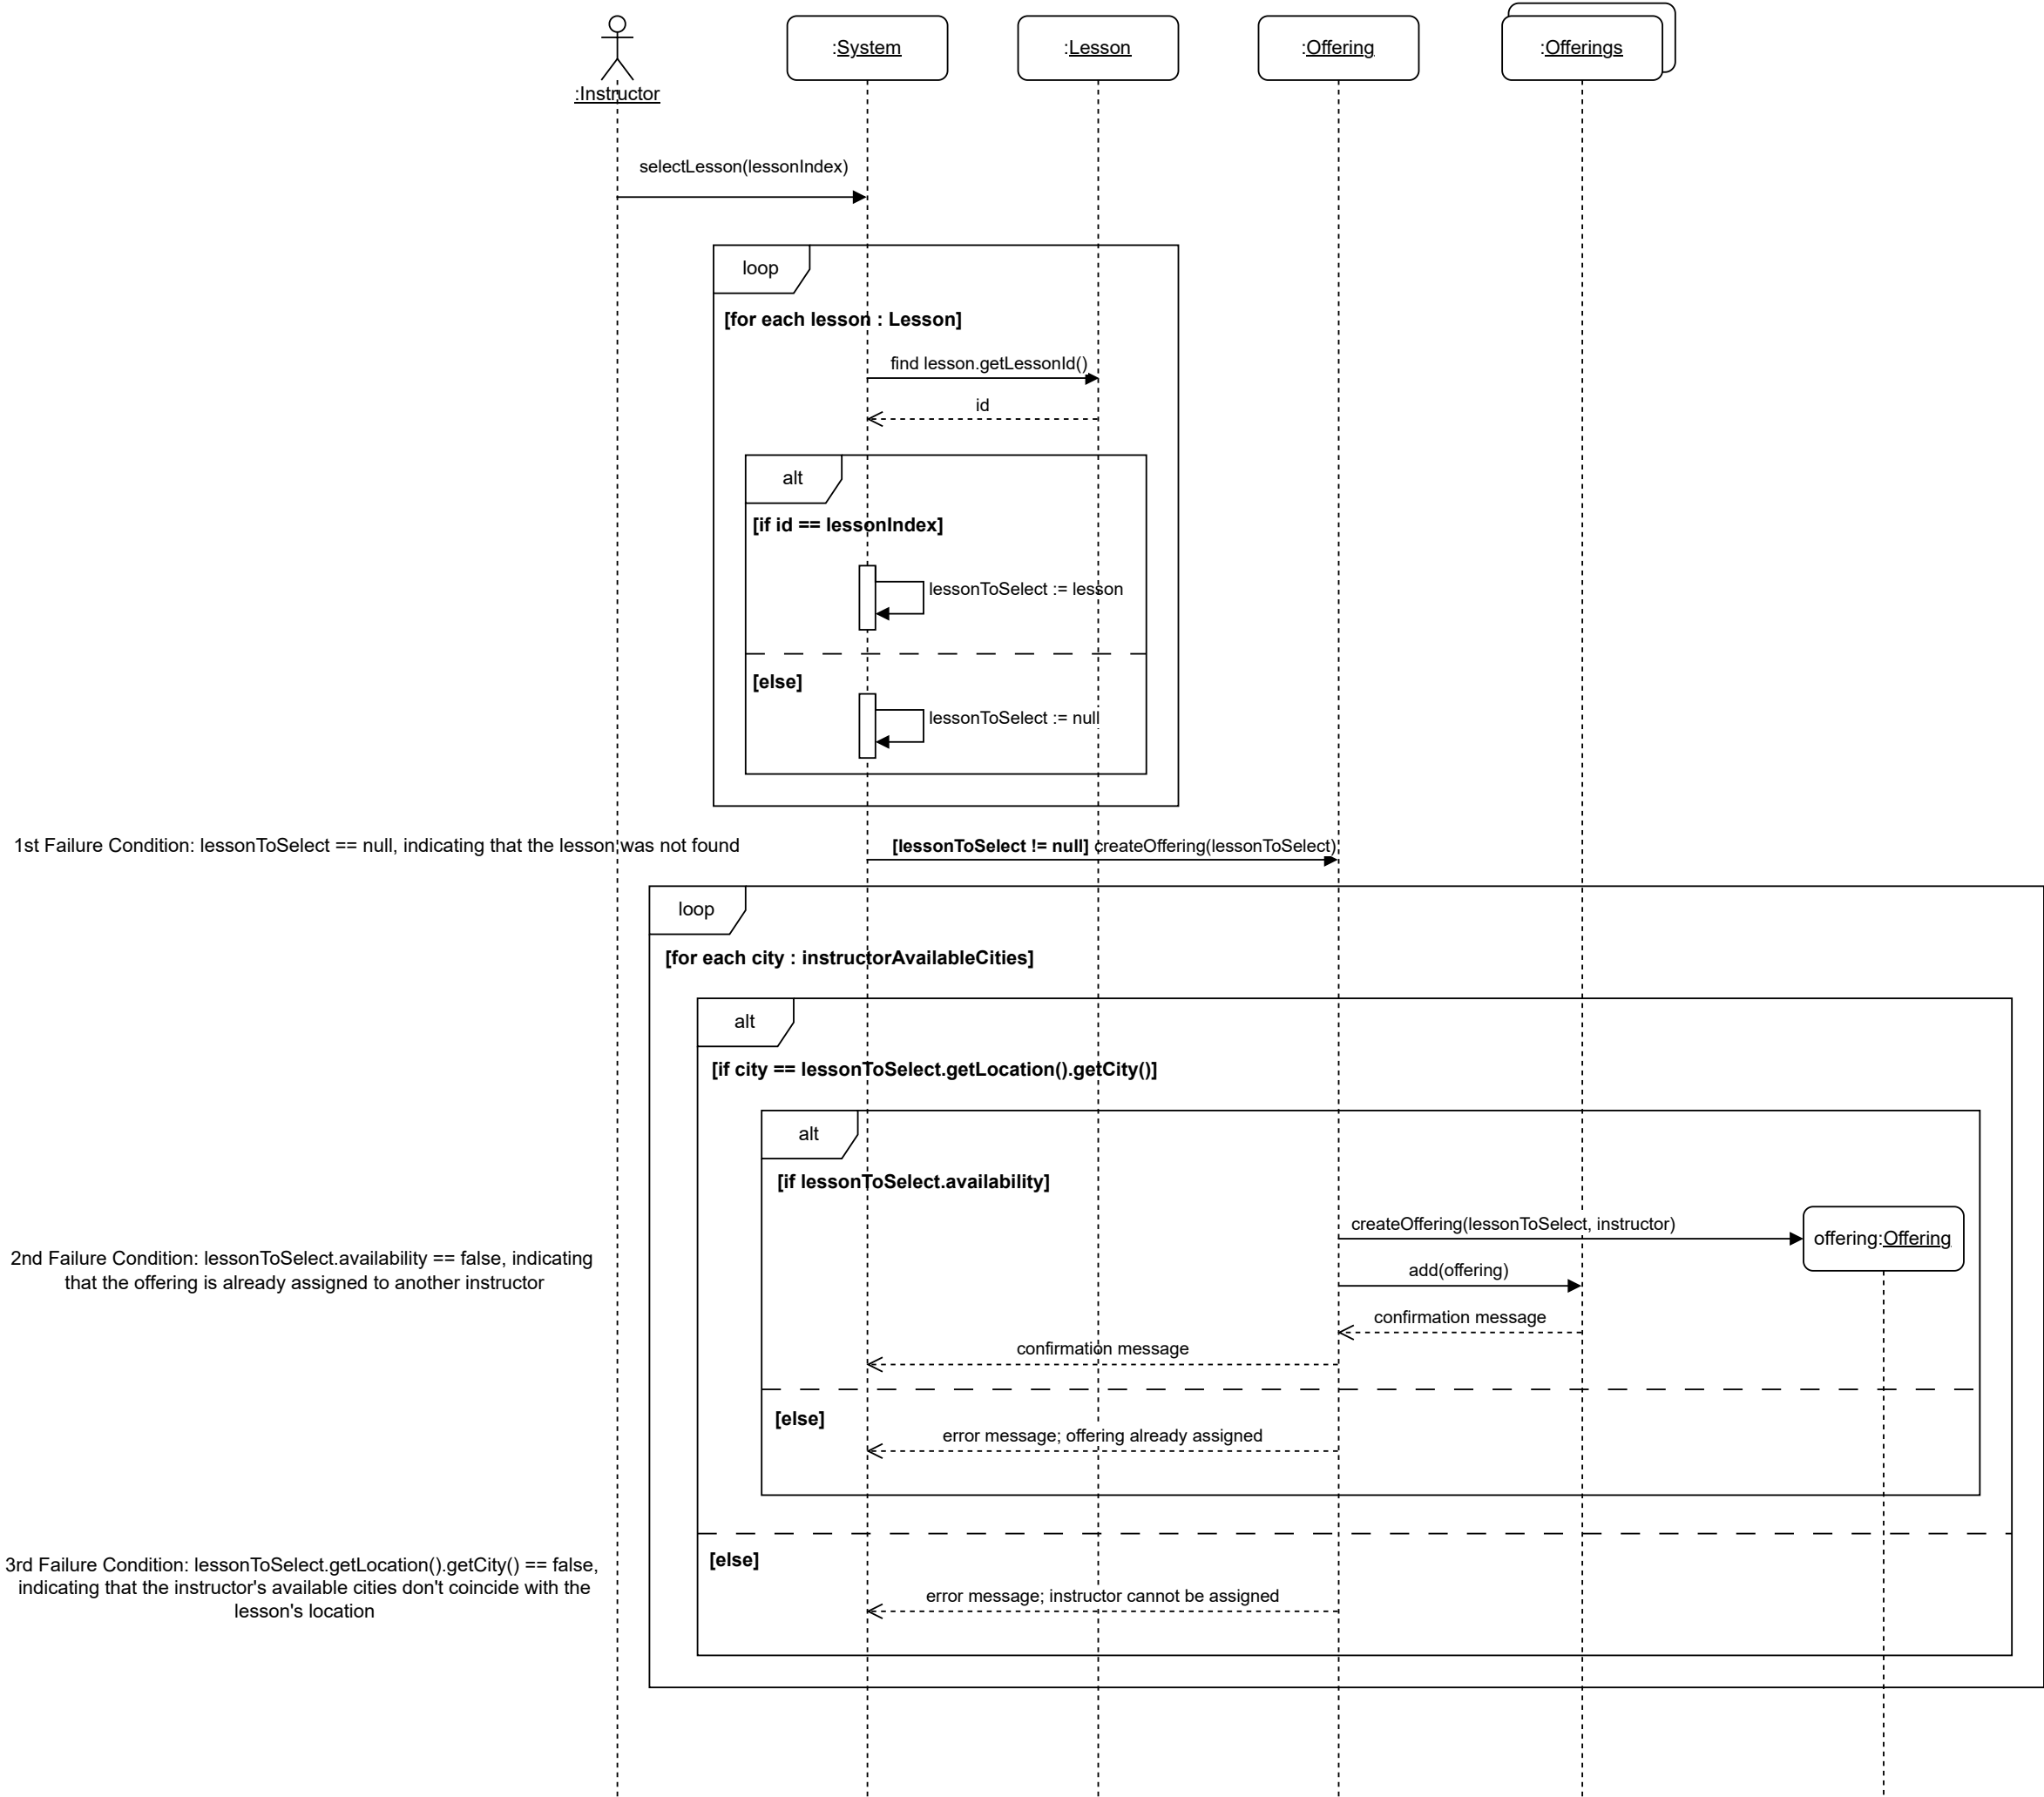 :Instructor
:System
:Lesson
:Offering
:Offerings
selectLesson(lessonIndex)
loop
[for each lesson : Lesson]
find lesson.getLessonId()
id
alt
[if id == lessonIndex]
lessonToSelect := lesson
[else]
lessonToSelect := null
1st Failure Condition: lessonToSelect == null, indicating that the lesson was not found
[lessonToSelect != null] createOffering(lessonToSelect)
loop
[for each city : instructorAvailableCities]
alt
[if city == lessonToSelect.getLocation().getCity()]
alt
[if lessonToSelect.availability]
createOffering(lessonToSelect, instructor)
offering:Offering
2nd Failure Condition: lessonToSelect.availability == false, indicating
that the offering is already assigned to another instructor
add(offering)
confirmation message
confirmation message
[else]
error message; offering already assigned
[else]
3rd Failure Condition: lessonToSelect.getLocation().getCity() == false,
indicating that the instructor's available cities don't coincide with the
lesson's location
error message; instructor cannot be assigned